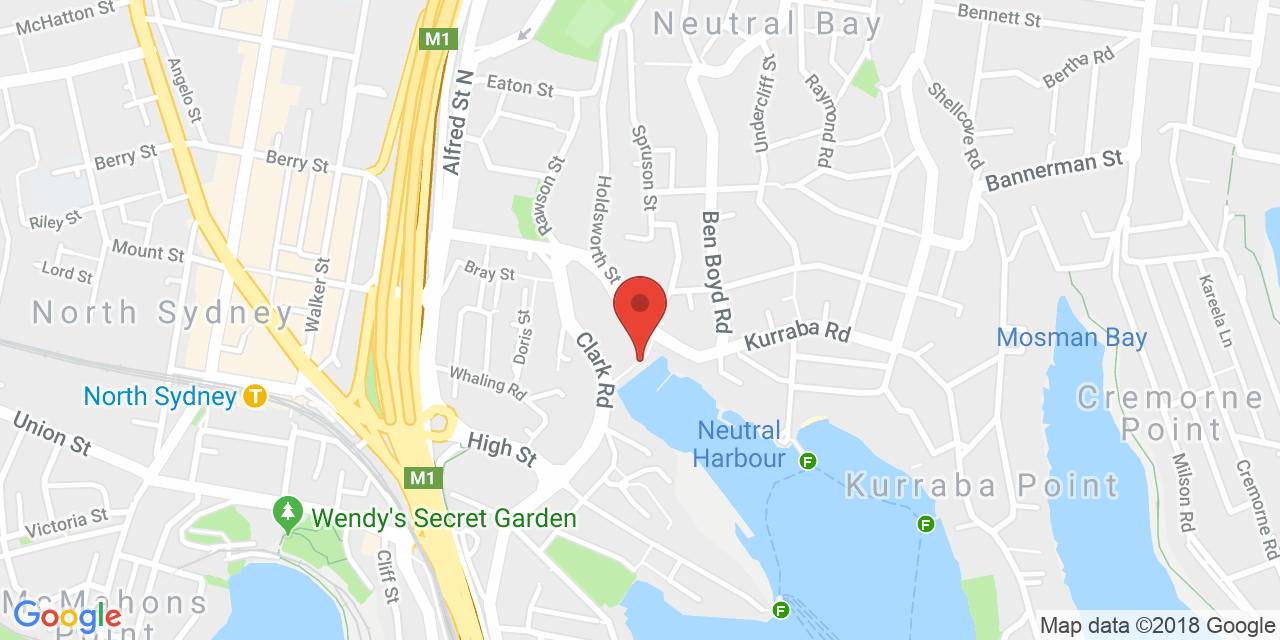 McHatton St
M1
Neutral Bay
Bennett St
Bertha Rd
Angelo St
Eaton St
Alfred St N
Undercliff St
Raymond Rd
Shellcove Rd
Spruson St
Berry St
Berry St
Bannerman St
Rawson St
Holdsworth St
Riley St
Mount St
Ben Boyd Rd
Lord St
Bray St
Walker St
Kareela Ln
North Sydney
Doris St
Kurraba Rd
Mosman Bay
Clark Rd
Whaling Rd
North Sydney
T
Cremorne
Point
Union St
Neutral
Harbour
High St
F
M1
Kurraba Point
Milson Rd
Cremorne Rd
Wendy's Secret Garden
Victoria St
F
Cliff St
McMahons
Point
Google
F
Map data ©2018 Google